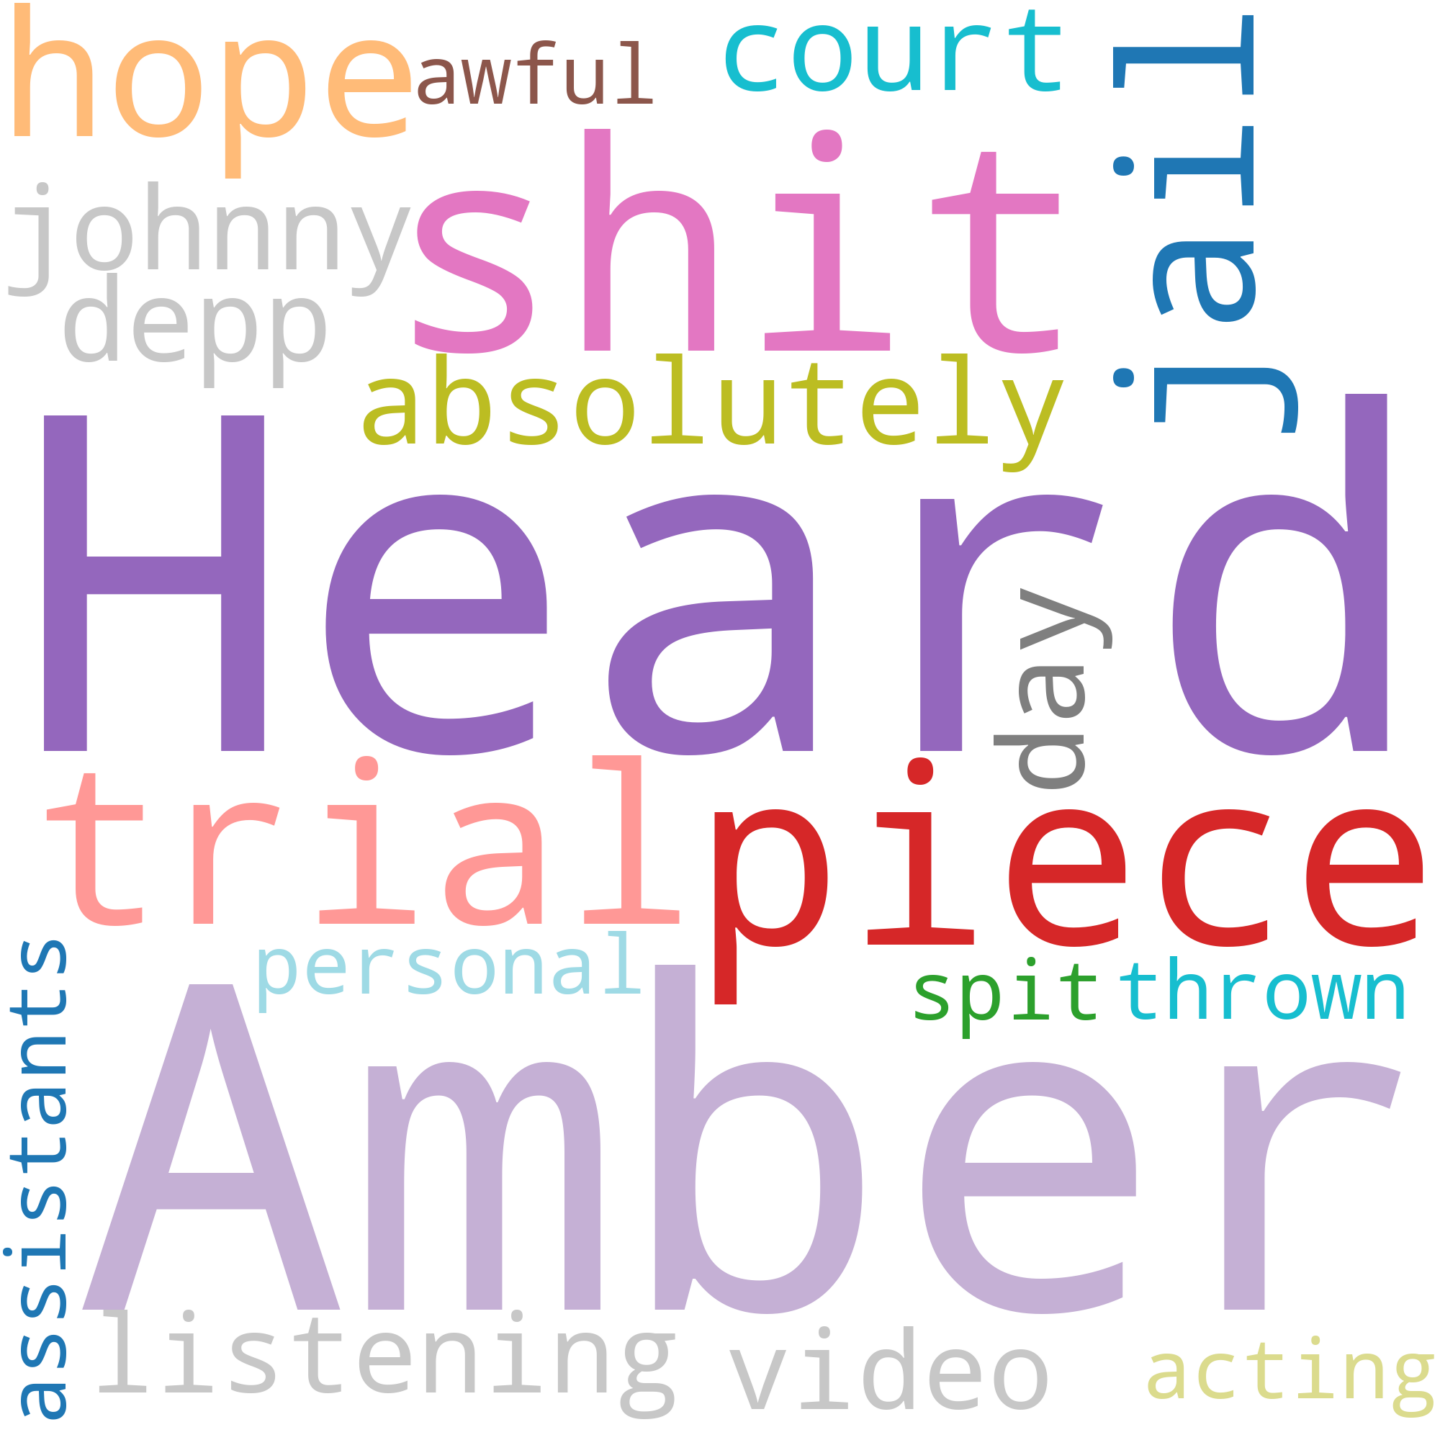 hope
awful
court
jail
shit
johnny
depp
absolutely
Heard
day
trial
piece
personal
spit
thrown
assistants
Amber
listening
video
acting